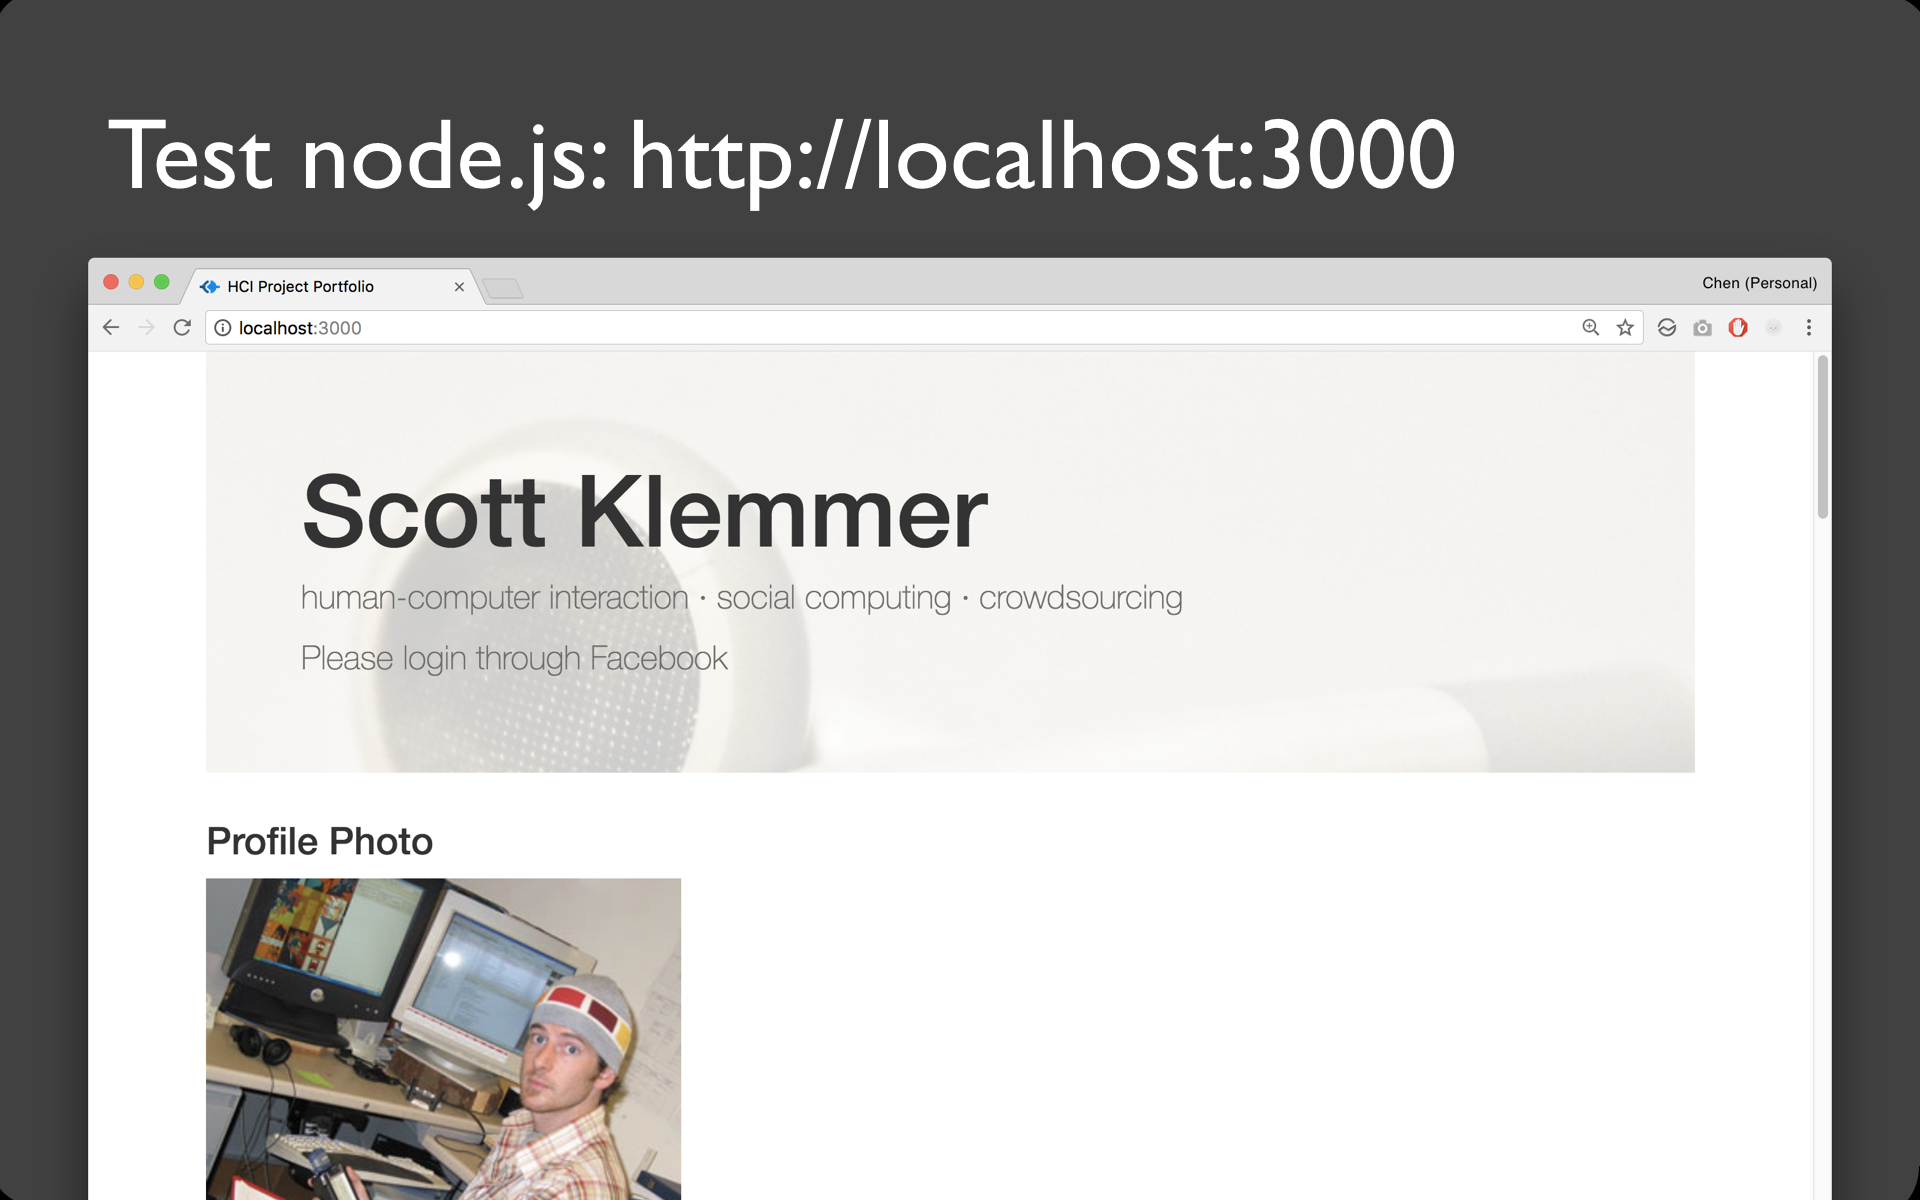 Test node.js: http://localhost:3000
HCI Project Portfolio
Chen (Personal)
localhost:3000
Scott Klemmer
human-computer interaction · social computing · crowdsourcing
Please login through Facebook
Profile Photo